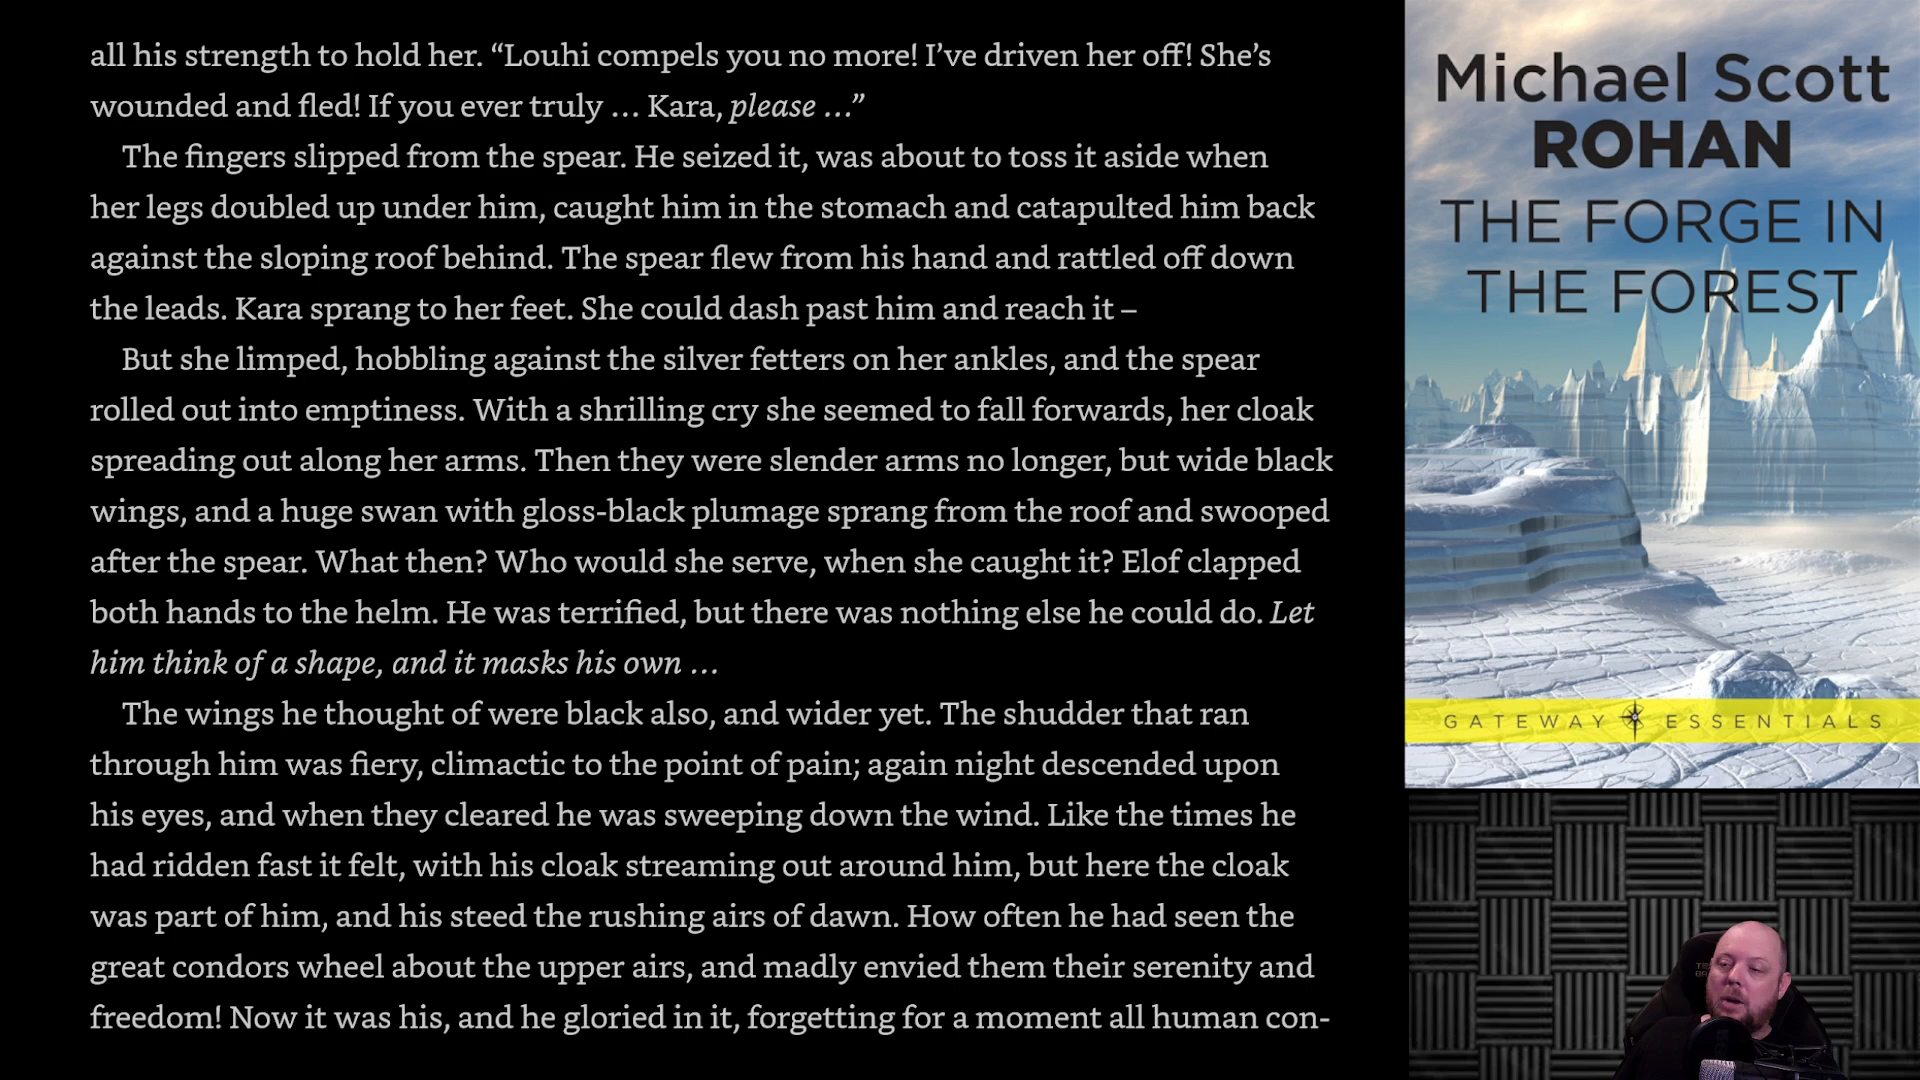 all his strength to hold her. “Louhi compels you no more! I’ve driven her off! She’s
wounded and fled! If you ever truly … Kara, please …”
The fingers slipped from the spear. He seized it, was about to toss it aside when
her legs doubled up under him, caught him in the stomach and catapulted him back
against the sloping roof behind. The spear flew from his hand and rattled off down
the leads. Kara sprang to her feet. She could dash past him and reach it –
But she limped, hobbling against the silver fetters on her ankles, and the spear
rolled out into emptiness. With a shrilling cry she seemed to fall forwards, her cloak
spreading out along her arms. Then they were slender arms no longer, but wide black
wings, and a huge swan with gloss-black plumage sprang from the roof and swooped
after the spear. What then? Who would she serve, when she caught it? Elof clapped
both hands to the helm. He was terrified, but there was nothing else he could do. Let
him think of a shape, and it masks his own …
The wings he thought of were black also, and wider yet. The shudder that ran
through him was fiery, climactic to the point of pain; again night descended upon
his eyes, and when they cleared he was sweeping down the wind. Like the times he
had ridden fast it felt, with his cloak streaming out around him, but here the cloak
was part of him, and his steed the rushing airs of dawn. How often he had seen the
great condors wheel about the upper airs, and madly envied them their serenity and
freedom! Now it was his, and he gloried in it, forgetting for a moment all human con-
Michael Scott
ROHAN
THE FORGE IN
THE FOREST
GATEWAY ESSENTIALS